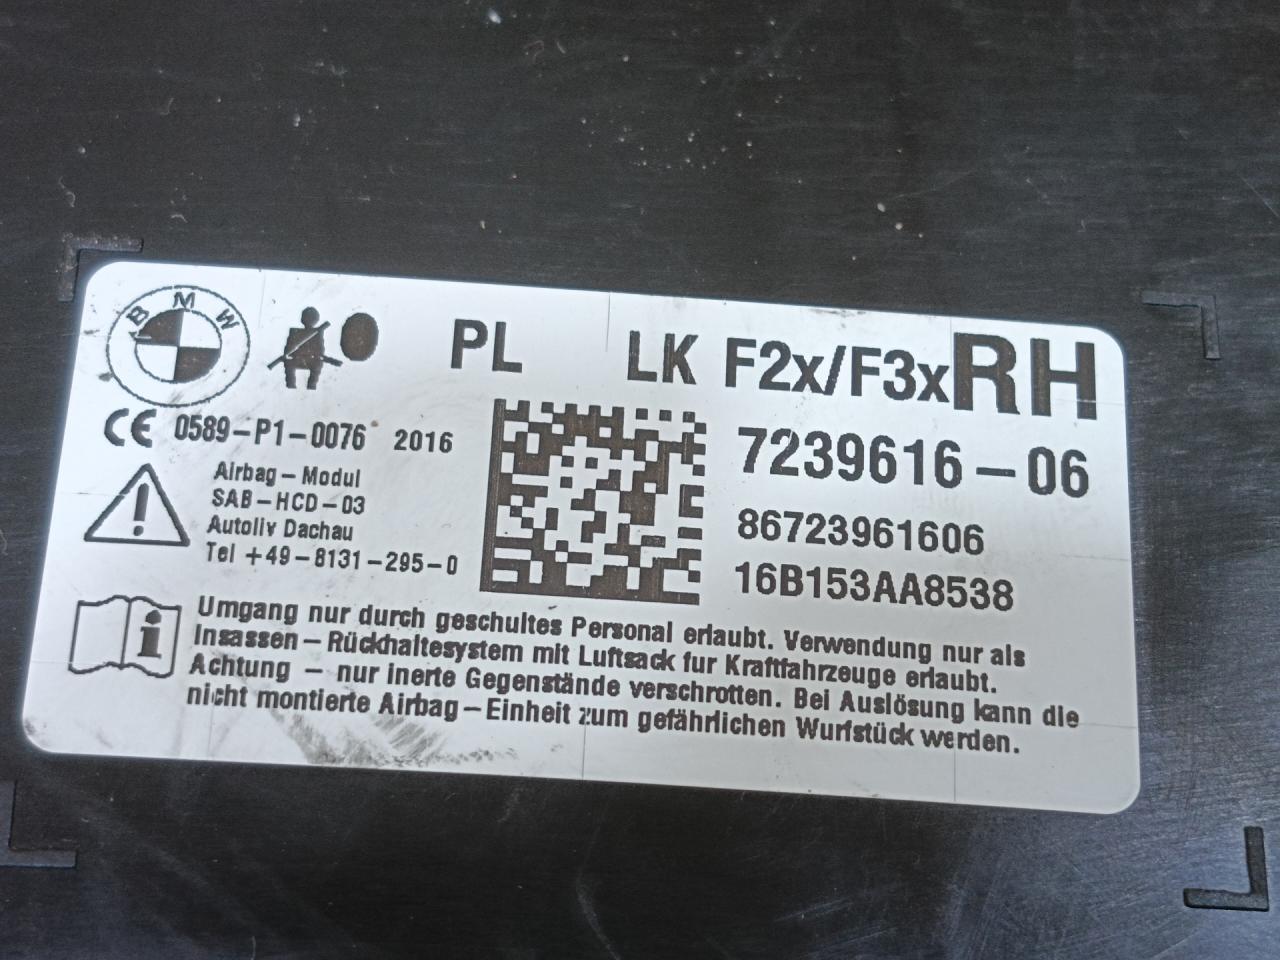 BMW
PL LK F2x/F3x RH
CE 0589-P1-0076 2016
7239616-06
Airbag-Modul
SAB-HCD-03
Autoliv Dachau
Tel +49-8131-295-0
86723961606
16B153AA8538
Umgang nur durch geschultes Personal erlaubt. Verwendung nur als
Insassen-Rückhaltesystem mit Luftsack fur Kraftfahrzeuge erlaubt.
Achtung - nur inerte Gegenstände verschrotten. Bei Auslösung kann die
nicht montierte Airbag-Einheit zum gefährlichen Wurfstück werden.